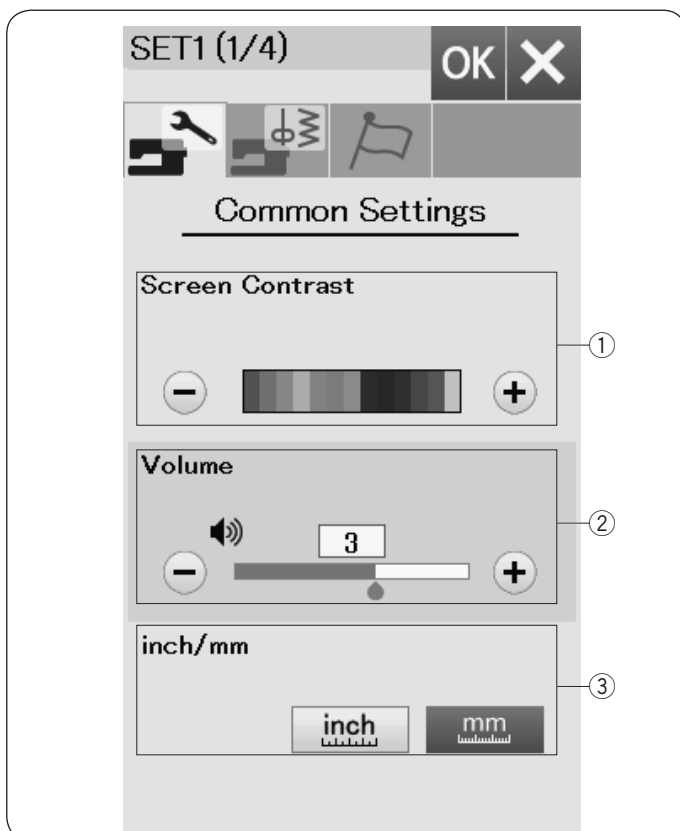 SET1 (1/4)
OK
Common Settings
Screen Contrast
①
Volume
3
②
inch/mm
inch
mm
③